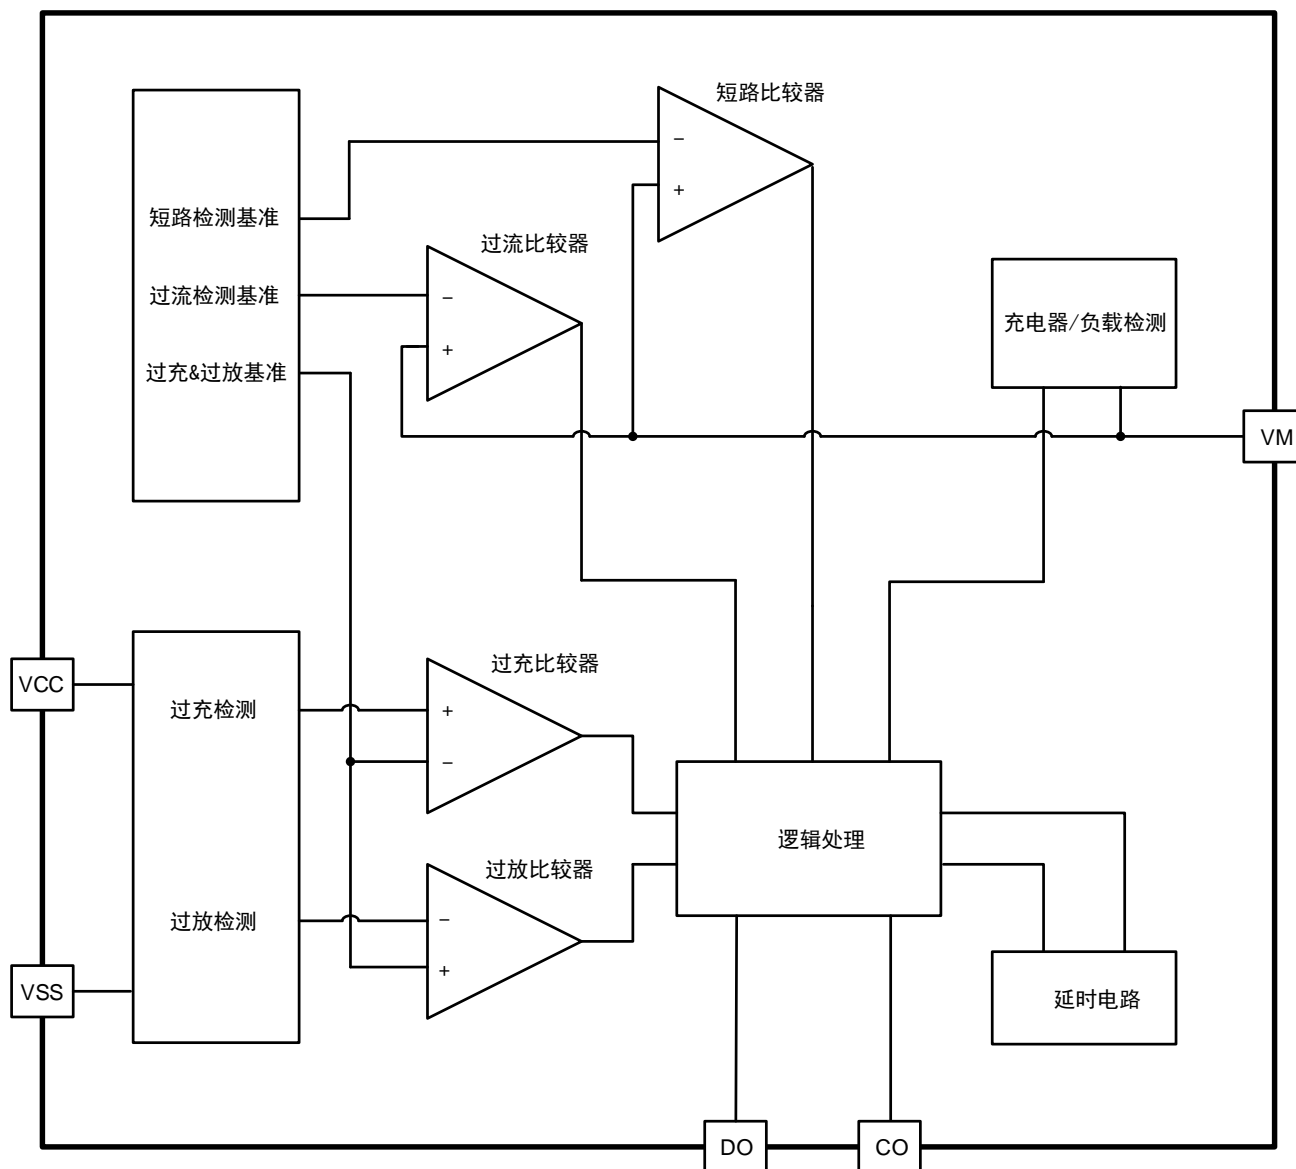 短路比较器
−
+
短路检测基准
过流比较器
过流检测基准
−
+
过充&过放基准
充电器/负载检测
VM
VCC
过充检测
过充比较器
+
−
逻辑处理
过放比较器
过放检测
−
+
VSS
延时电路
DO
CO